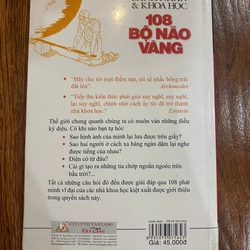 & KHOA HỌC
108
BỘ NÃO
VÀNG
"Hãy cho tôi một điểm tựa, tôi sẽ nhấc bổng trái
đất lên".
Archimedes
"Tiếp thu kiến thức phải giỏi suy nghĩ, suy nghĩ,
lại suy nghĩ, chính nhờ cách ấy tôi đã trở thành
nhà khoa học".
Einstein
Thế giới chung quanh chúng ta có muôn vàn những điều
kỳ diệu. Có khi nào bạn tự hỏi:
Sao hình ảnh của mình lại lưu được trên giấy?
Sao hai người ở cách xa hàng ngàn dặm lại nghe
được tiếng của nhau?
Điện có từ đâu?
Cái gì tạo ra những tia chớp ngoằn ngoèo trên
bầu trời?...
Tất cả những câu hỏi đó đều được giải đáp qua 108 phát
minh vĩ đại của các nhà khoa học kiệt xuất được giới thiệu
trong quyển sách này.
CTY CP VH VĂN LANG
Giá: 45.000đ